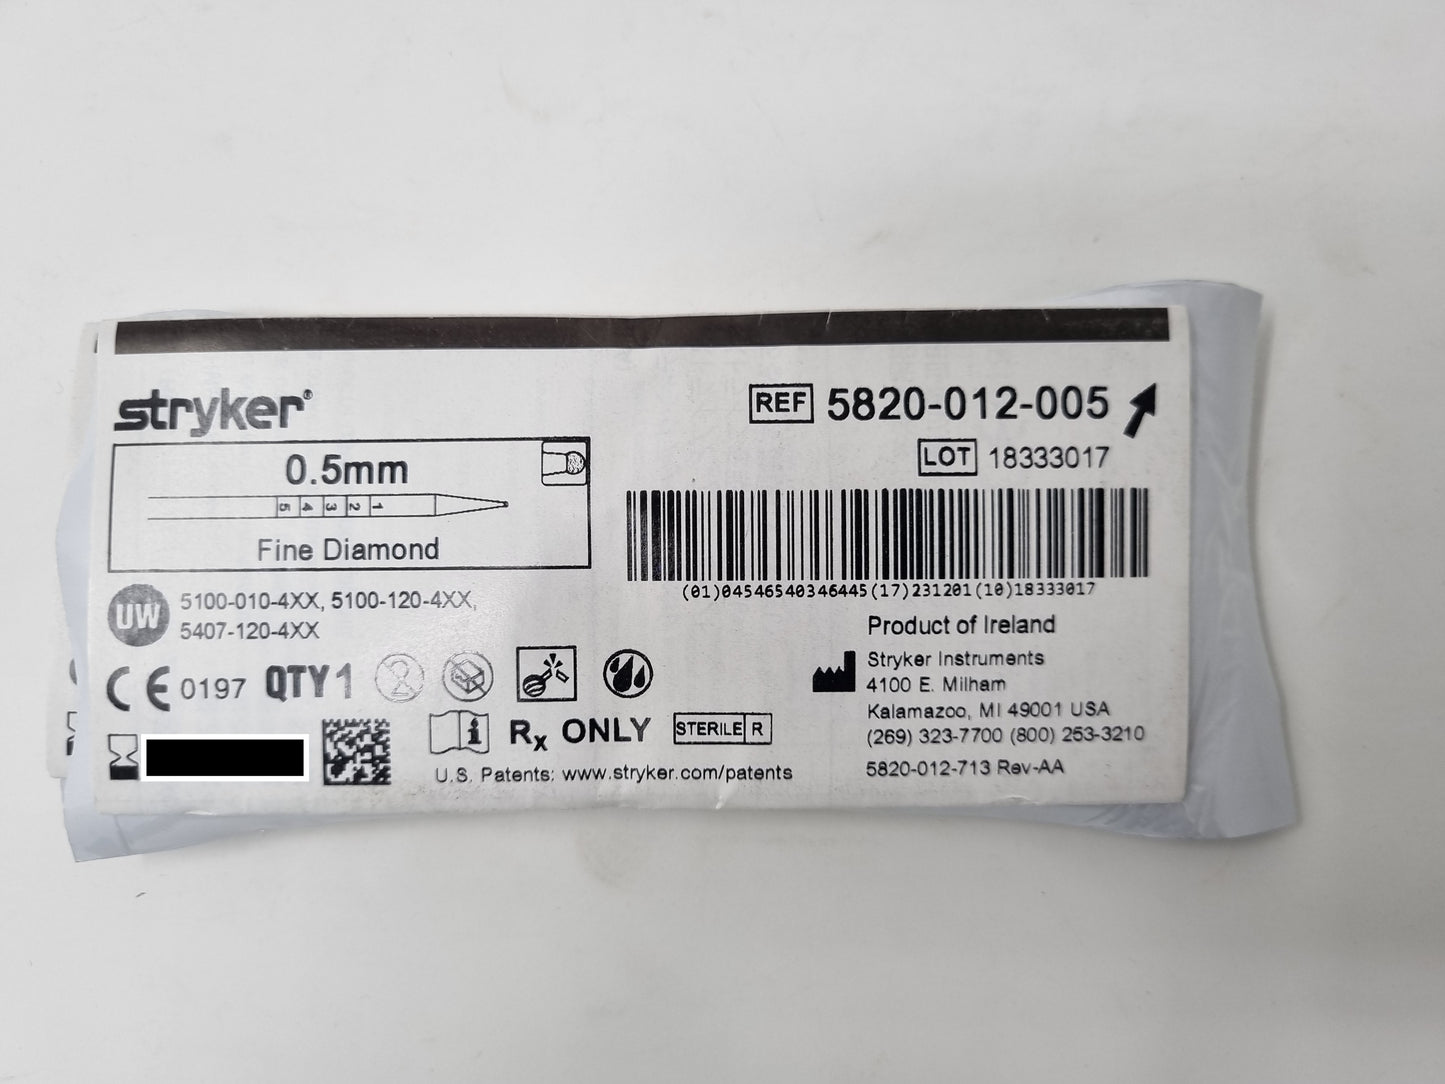 stryker®
REF 5820-012-005
LOT 18333017
0.5mm
5 4 3 2 1
Fine Diamond
(01)04546540346445(17)231201(10)18333017
UW 5100-010-4XX, 5100-120-4XX,
5407-120-4XX
CE 0197 QTY 1
2
i Rx ONLY STERILE R
U.S. Patents: www.stryker.com/patents
Product of Ireland
Stryker Instruments
4100 E. Milham
Kalamazoo, MI 49001 USA
(269) 323-7700 (800) 253-3210
5820-012-713 Rev-AA